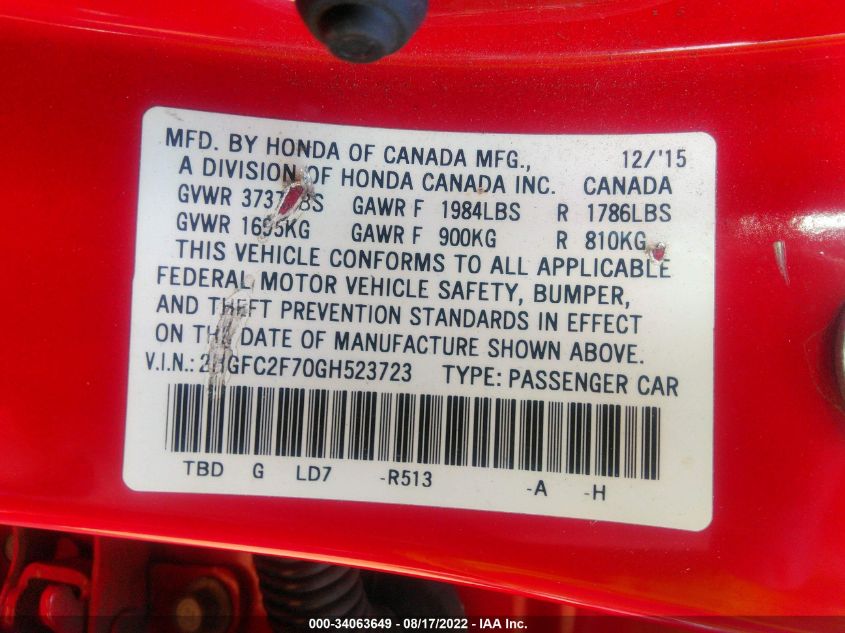 MFD. BY HONDA OF CANADA MFG., 12/'15
A DIVISION OF HONDA CANADA INC. CANADA
GVWR GAWR F 1984LBS R 1786LBS
GVWR GAWR F 900KG R 810KG
THIS VEHICLE CONFORMS TO ALL APPLICABLE
FEDERAL MOTOR VEHICLE SAFETY, BUMPER,
AND THEFT PREVENTION STANDARDS IN EFFECT
ON THE DATE OF MANUFACTURE SHOWN ABOVE.
V.I.N.: 2HGFC2F70GH523723 TYPE: PASSENGER CAR
TBD G LD7 -R513 -A -H
000-34063649 - 08/17/2022 - IAA Inc.